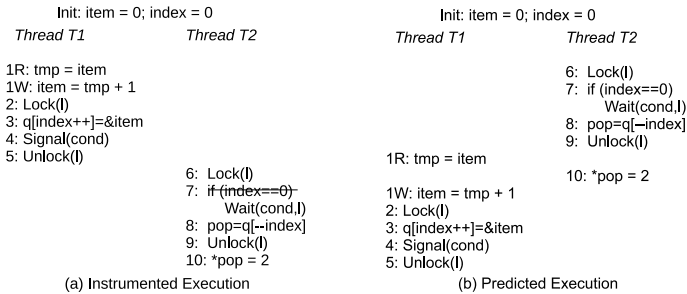 Init: item = 0; index = 0
Thread T1 Thread T2
1R: tmp = item
1W: item = tmp + 1
2: Lock(l)
3: q[index++]=&item
4: Signal(cond)
5: Unlock(l)
6: Lock(l)
7: if (index==0)
Wait(cond,l)
8: pop=q[--index]
9: Unlock(l)
10: *pop = 2
(a) Instrumented Execution
Init: item = 0; index = 0
Thread T1 Thread T2
6: Lock(l)
7: if (index==0)
Wait(cond,l)
8: pop=q[--index]
9: Unlock(l)
1R: tmp = item
10: *pop = 2
1W: item = tmp + 1
2: Lock(l)
3: q[index++]=&item
4: Signal(cond)
5: Unlock(l)
(b) Predicted Execution